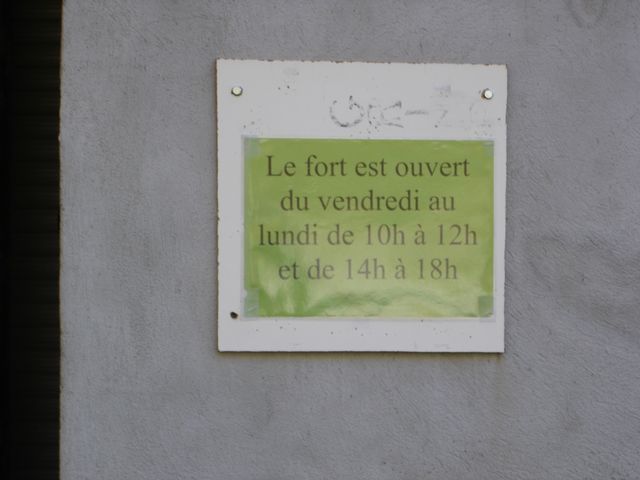 Le fort est ouvert
du vendredi au
lundi de 10h à 12h
et de 14h à 18h